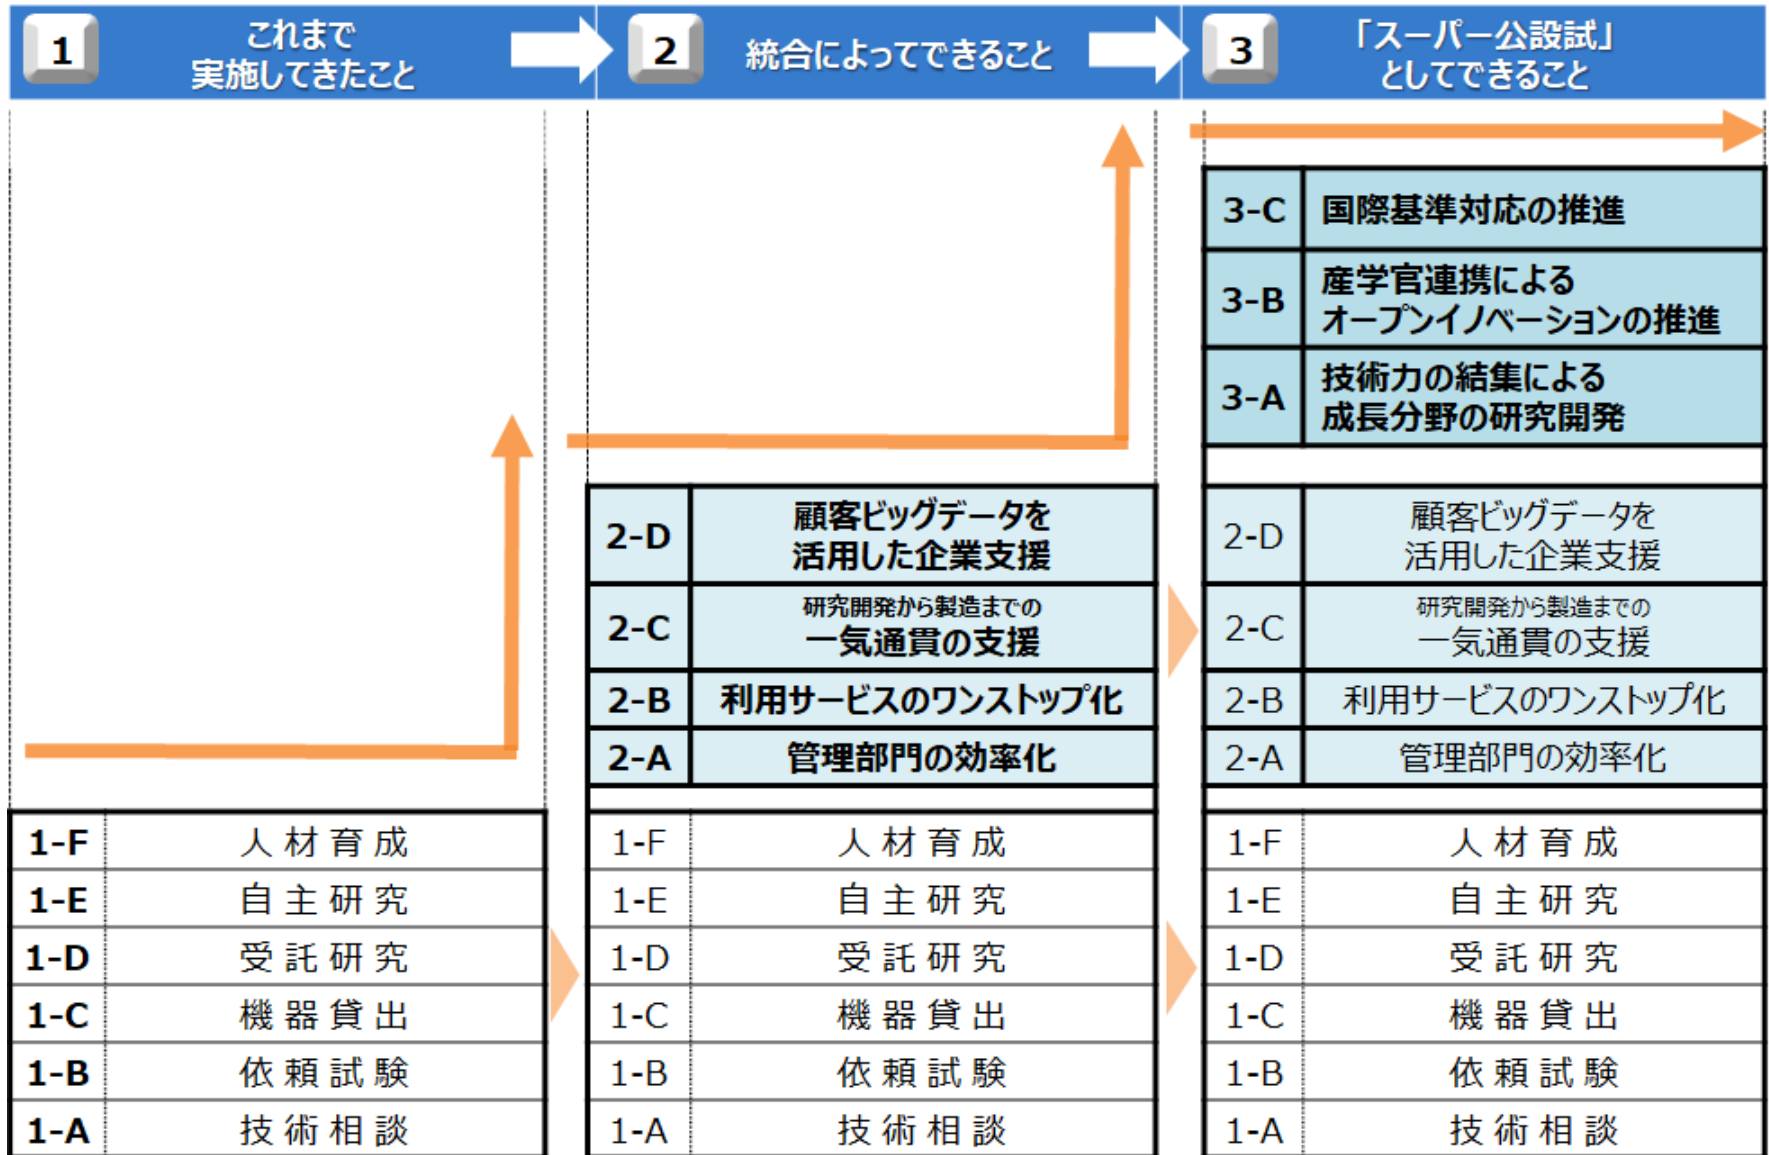 1
これまで
実施してきたこと
2
統合によってできること
3
「スーパー公設試」
としてできること
1-F 人材育成
1-E 自主研究
1-D 受託研究
1-C 機器貸出
1-B 依頼試験
1-A 技術相談
2-D 顧客ビッグデータを
活用した企業支援
2-C 研究開発から製造までの
一気通貫の支援
2-B 利用サービスのワンストップ化
2-A 管理部門の効率化
1-F 人材育成
1-E 自主研究
1-D 受託研究
1-C 機器貸出
1-B 依頼試験
1-A 技術相談
3-C 国際基準対応の推進
3-B 産学官連携による
オープンイノベーションの推進
3-A 技術力の結集による
成長分野の研究開発
2-D 顧客ビッグデータを
活用した企業支援
2-C 研究開発から製造までの
一気通貫の支援
2-B 利用サービスのワンストップ化
2-A 管理部門の効率化
1-F 人材育成
1-E 自主研究
1-D 受託研究
1-C 機器貸出
1-B 依頼試験
1-A 技術相談